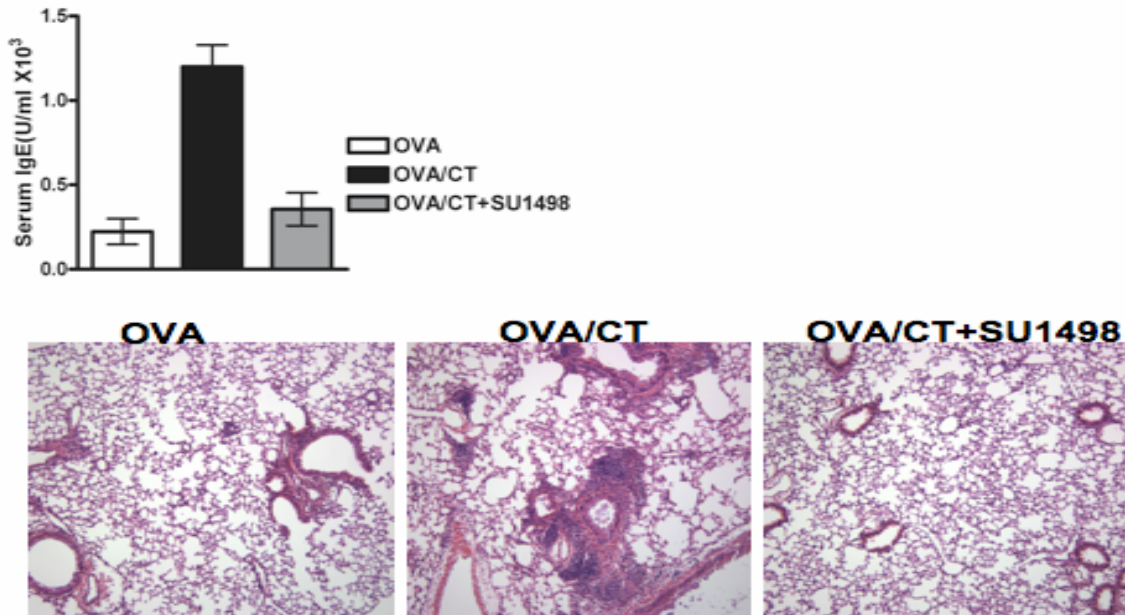 Serum IgE(U/ml X10³)
1.5
1.0
0.5
0.0
OVA
OVA/CT
OVA/CT+SU1498
OVA OVA/CT OVA/CT+SU1498